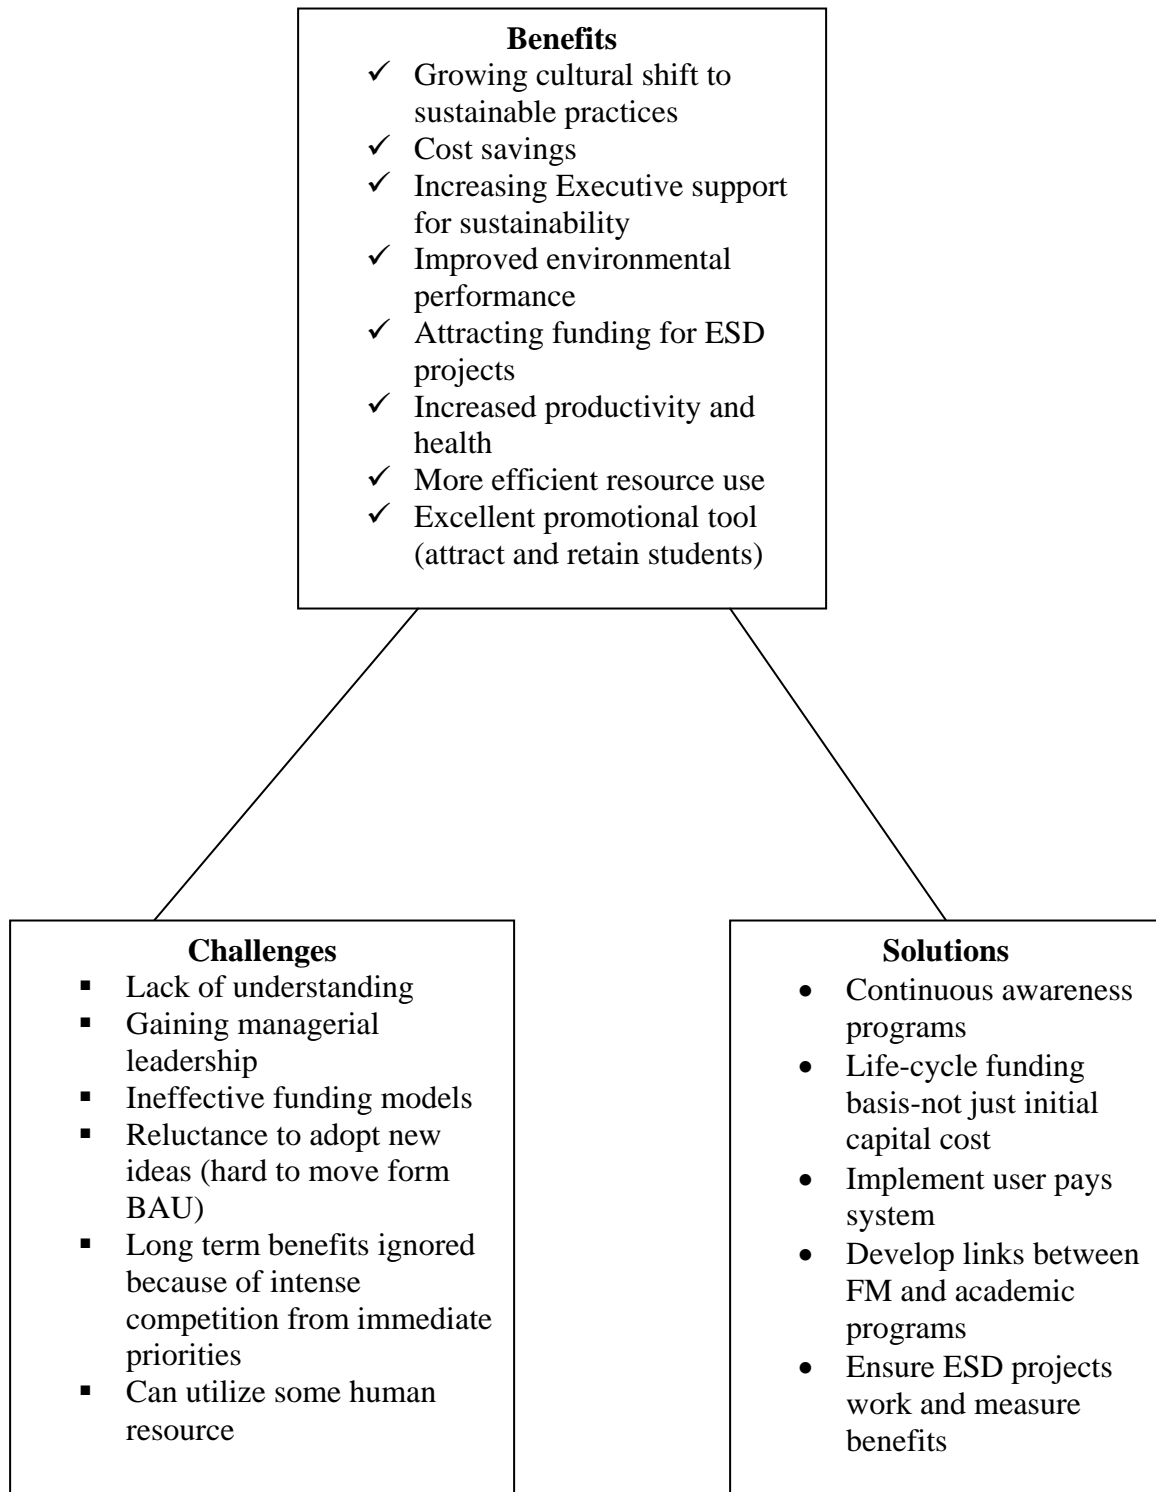 Benefits
✓ Growing cultural shift to
sustainable practices
✓ Cost savings
✓ Increasing Executive support
for sustainability
✓ Improved environmental
performance
✓ Attracting funding for ESD
projects
✓ Increased productivity and
health
✓ More efficient resource use
✓ Excellent promotional tool
(attract and retain students)
Challenges
▪ Lack of understanding
▪ Gaining managerial
leadership
▪ Ineffective funding models
▪ Reluctance to adopt new
ideas (hard to move form
BAU)
▪ Long term benefits ignored
because of intense
competition from immediate
priorities
▪ Can utilize some human
resource
Solutions
• Continuous awareness
programs
• Life-cycle funding
basis-not just initial
capital cost
• Implement user pays
system
• Develop links between
FM and academic
programs
• Ensure ESD projects
work and measure
benefits